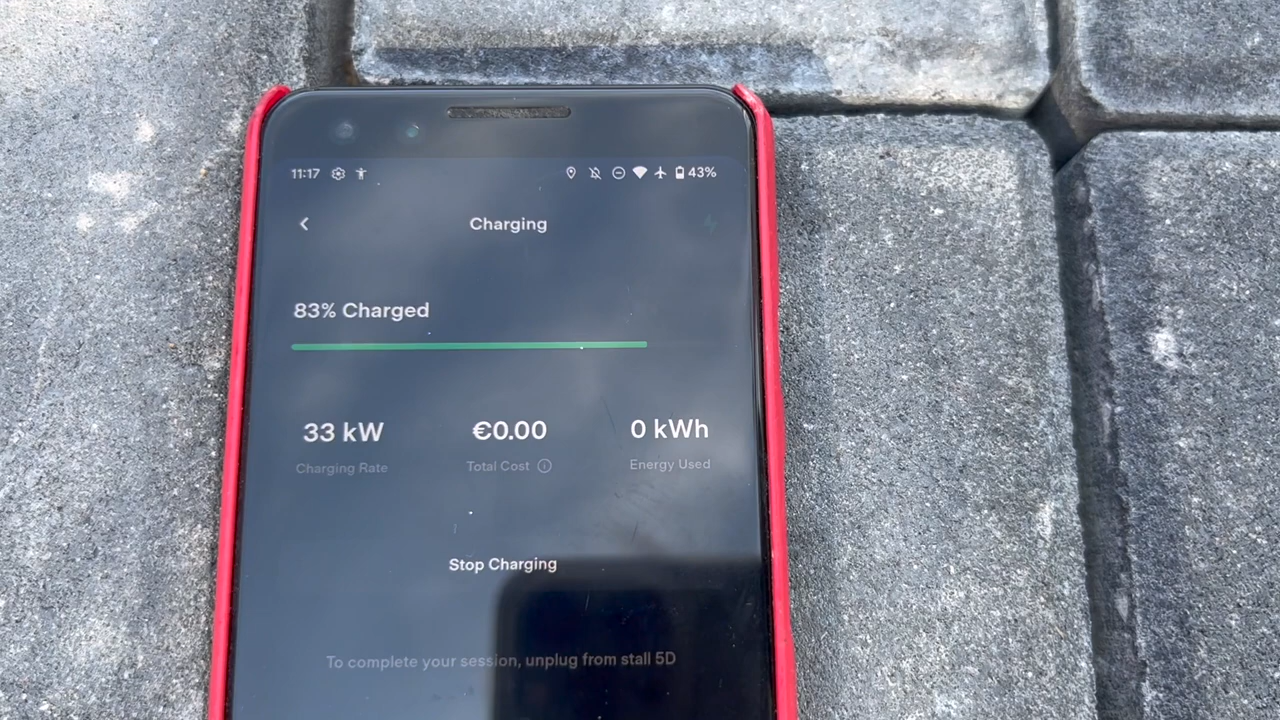 11:17 43%
Charging
83% Charged
33 kW €0.00 0 kWh
Charging Rate Total Cost Energy Used
Stop Charging
To complete your session, unplug from stall 5D